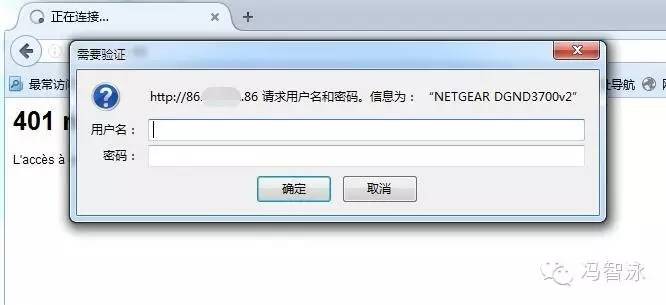 正在连接...
需要验证
最常访
止导航
http://86. .86 请求用户名和密码。信息为： “NETGEAR DGND3700v2”
401
用户名：
L'accès à
密码：
确定 取消
冯智泳